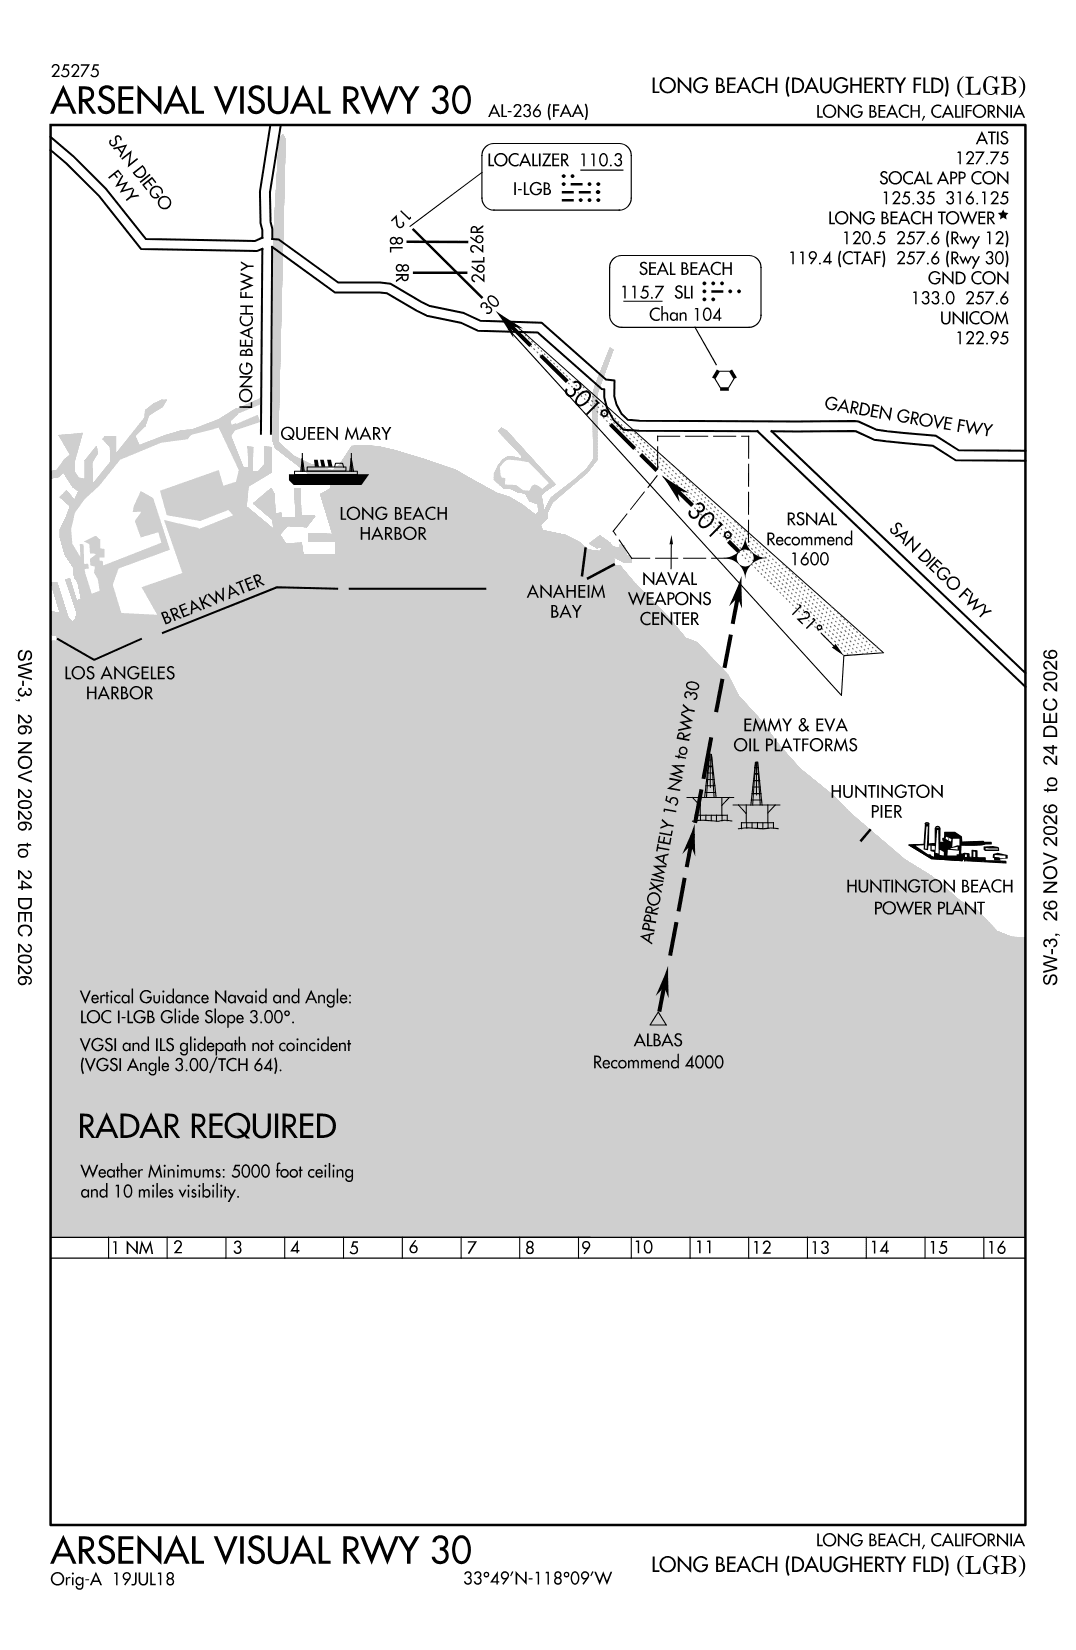 25275
ARSENAL VISUAL RWY 30
AL-236 (FAA)
LONG BEACH (DAUGHERTY FLD) (LGB)
LONG BEACH, CALIFORNIA
ATIS
127.75
SOCAL APP CON
125.35 316.125
LONG BEACH TOWER★
120.5 257.6 (Rwy 12)
119.4 (CTAF) 257.6 (Rwy 30)
GND CON
133.0 257.6
UNICOM
122.95
SAN DIEGO
FWY
LOCALIZER 110.3
I-LGB
12
8L
26R
8R
26L
30
SEAL BEACH
115.7 SLI
Chan 104
LONG BEACH FWY
301°
GARDEN GROVE FWY
QUEEN MARY
LONG BEACH
HARBOR
301°
RSNAL
Recommend
1600
SAN DIEGO FWY
BREAKWATER
ANAHEIM
BAY
NAVAL
WEAPONS
CENTER
121°
LOS ANGELES
HARBOR
APPROXIMATELY 15 NM to RWY 30
EMMY & EVA
OIL PLATFORMS
HUNTINGTON
PIER
HUNTINGTON BEACH
POWER PLANT
SW-3, 26 NOV 2026 to 24 DEC 2026
SW-3, 26 NOV 2026 to 24 DEC 2026
Vertical Guidance Navaid and Angle:
LOC I-LGB Glide Slope 3.00°.
VGSI and ILS glidepath not coincident
(VGSI Angle 3.00/TCH 64).
ALBAS
Recommend 4000
RADAR REQUIRED
Weather Minimums: 5000 foot ceiling
and 10 miles visibility.
1 NM 2 3 4 5 6 7 8 9 10 11 12 13 14 15 16
ARSENAL VISUAL RWY 30
Orig-A 19JUL18
33°49'N-118°09'W
LONG BEACH, CALIFORNIA
LONG BEACH (DAUGHERTY FLD) (LGB)